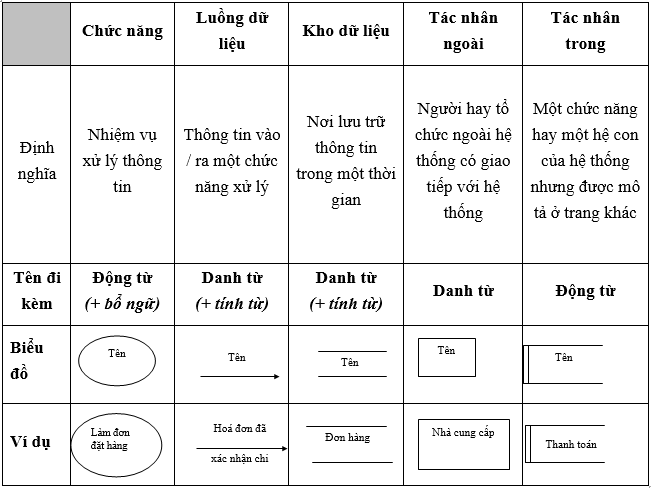 Chức năng
Luồng dữ
liệu
Kho dữ liệu
Tác nhân
ngoài
Tác nhân
trong
Định
nghĩa
Nhiệm vụ
xử lý thông
tin
Thông tin vào
/ ra một chức
năng xử lý
Nơi lưu trữ
thông tin
trong một thời
gian
Người hay tổ
chức ngoài hệ
thống có giao
tiếp với hệ
thống
Một chức năng
hay một hệ con
của hệ thống
nhưng được mô
tả ở trang khác
Tên đi
kèm
Động từ
(+ bổ ngữ)
Danh từ
(+ tính từ)
Danh từ
(+ tính từ)
Danh từ
Động từ
Biểu
đồ
Tên
Tên
Tên
Tên
Tên
Ví dụ
Làm đơn
đặt hàng
Hoá đơn đã
xác nhận chi
Đơn hàng
Nhà cung cấp
Thanh toán